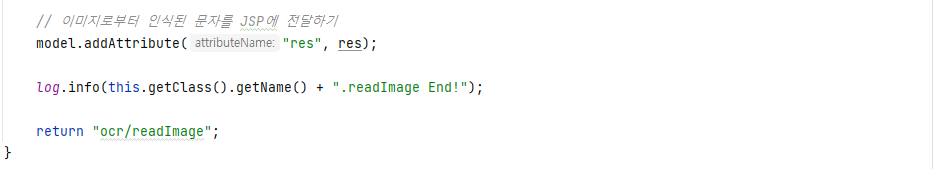 // 이미지로부터 인식된 문자를 JSP에 전달하기
model.addAttribute( attributeName: "res", res);
log.info(this.getClass().getName() + ".readImage End!");
return "ocr/readImage";
}